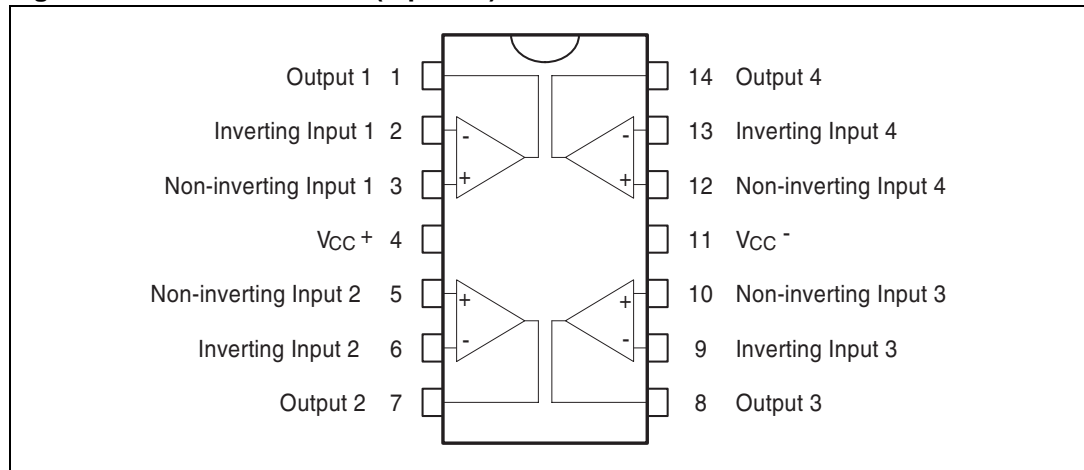 Output 1 1 14 Output 4
Inverting Input 1 2 - - 13 Inverting Input 4
Non-inverting Input 1 3 + + 12 Non-inverting Input 4
VCC + 4 11 VCC -
Non-inverting Input 2 5 + + 10 Non-inverting Input 3
Inverting Input 2 6 - - 9 Inverting Input 3
Output 2 7 8 Output 3